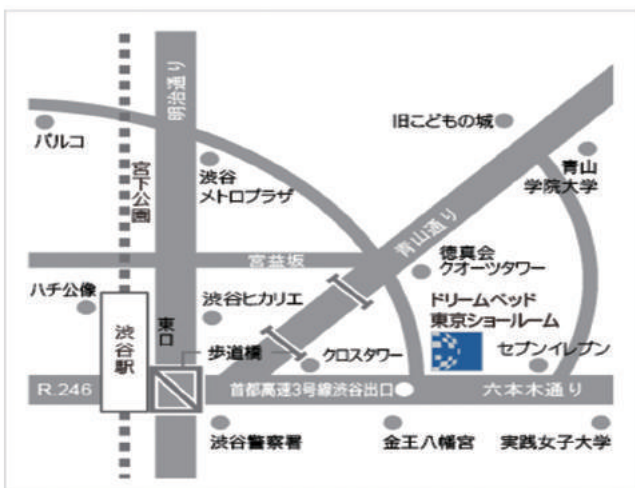 明治通り
旧こどもの城
パルコ
宮下公園
渋谷
メトロプラザ
青山
学院大学
青山通り
宮益坂
徳真会
クオーツタワー
ハチ公像
渋谷駅
東口
渋谷ヒカリエ
ドリームベッド
東京ショールーム
歩道橋
クロスタワー
セブンイレブン
R.246
首都高速3号線渋谷出口
六本木通り
渋谷警察署
金王八幡宮
実践女子大学